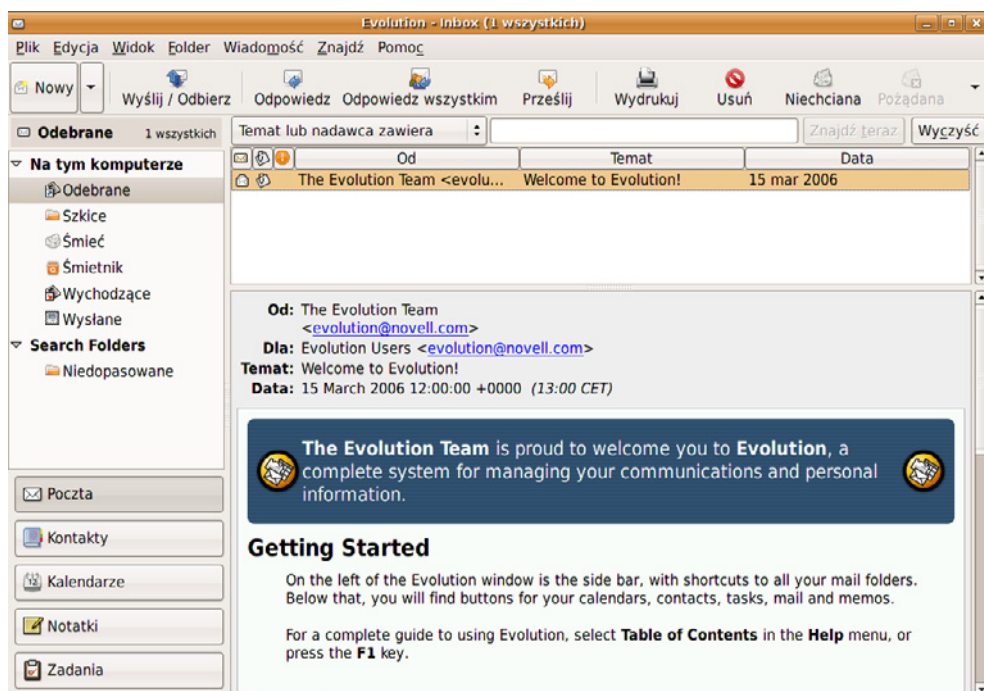 Evolution - Inbox (1 wszystkich)
Plik Edycja Widok Folder Wiadomość Znajdź Pomoc
Nowy Wyślij / Odbierz Odpowiedz Odpowiedz wszystkim Prześlij Wydrukuj Usuń Niechciana Pożądana
Odebrane 1 wszystkich
Temat lub nadawca zawiera Znajdź teraz Wyczyść
Na tym komputerze
Odebrane
Szkice
Śmieć
Śmietnik
Wychodzące
Wysłane
Search Folders
Niedopasowane
Poczta
Kontakty
12 Kalendarze
Notatki
Zadania
Od Temat Data
The Evolution Team <evolu... Welcome to Evolution! 15 mar 2006
Od: The Evolution Team
<evolution@novell.com>
Dla: Evolution Users <evolution@novell.com>
Temat: Welcome to Evolution!
Data: 15 March 2006 12:00:00 +0000 (13:00 CET)
The Evolution Team is proud to welcome you to Evolution, a
complete system for managing your communications and personal
information.
Getting Started
On the left of the Evolution window is the side bar, with shortcuts to all your mail folders.
Below that, you will find buttons for your calendars, contacts, tasks, mail and memos.
For a complete guide to using Evolution, select Table of Contents in the Help menu, or
press the F1 key.